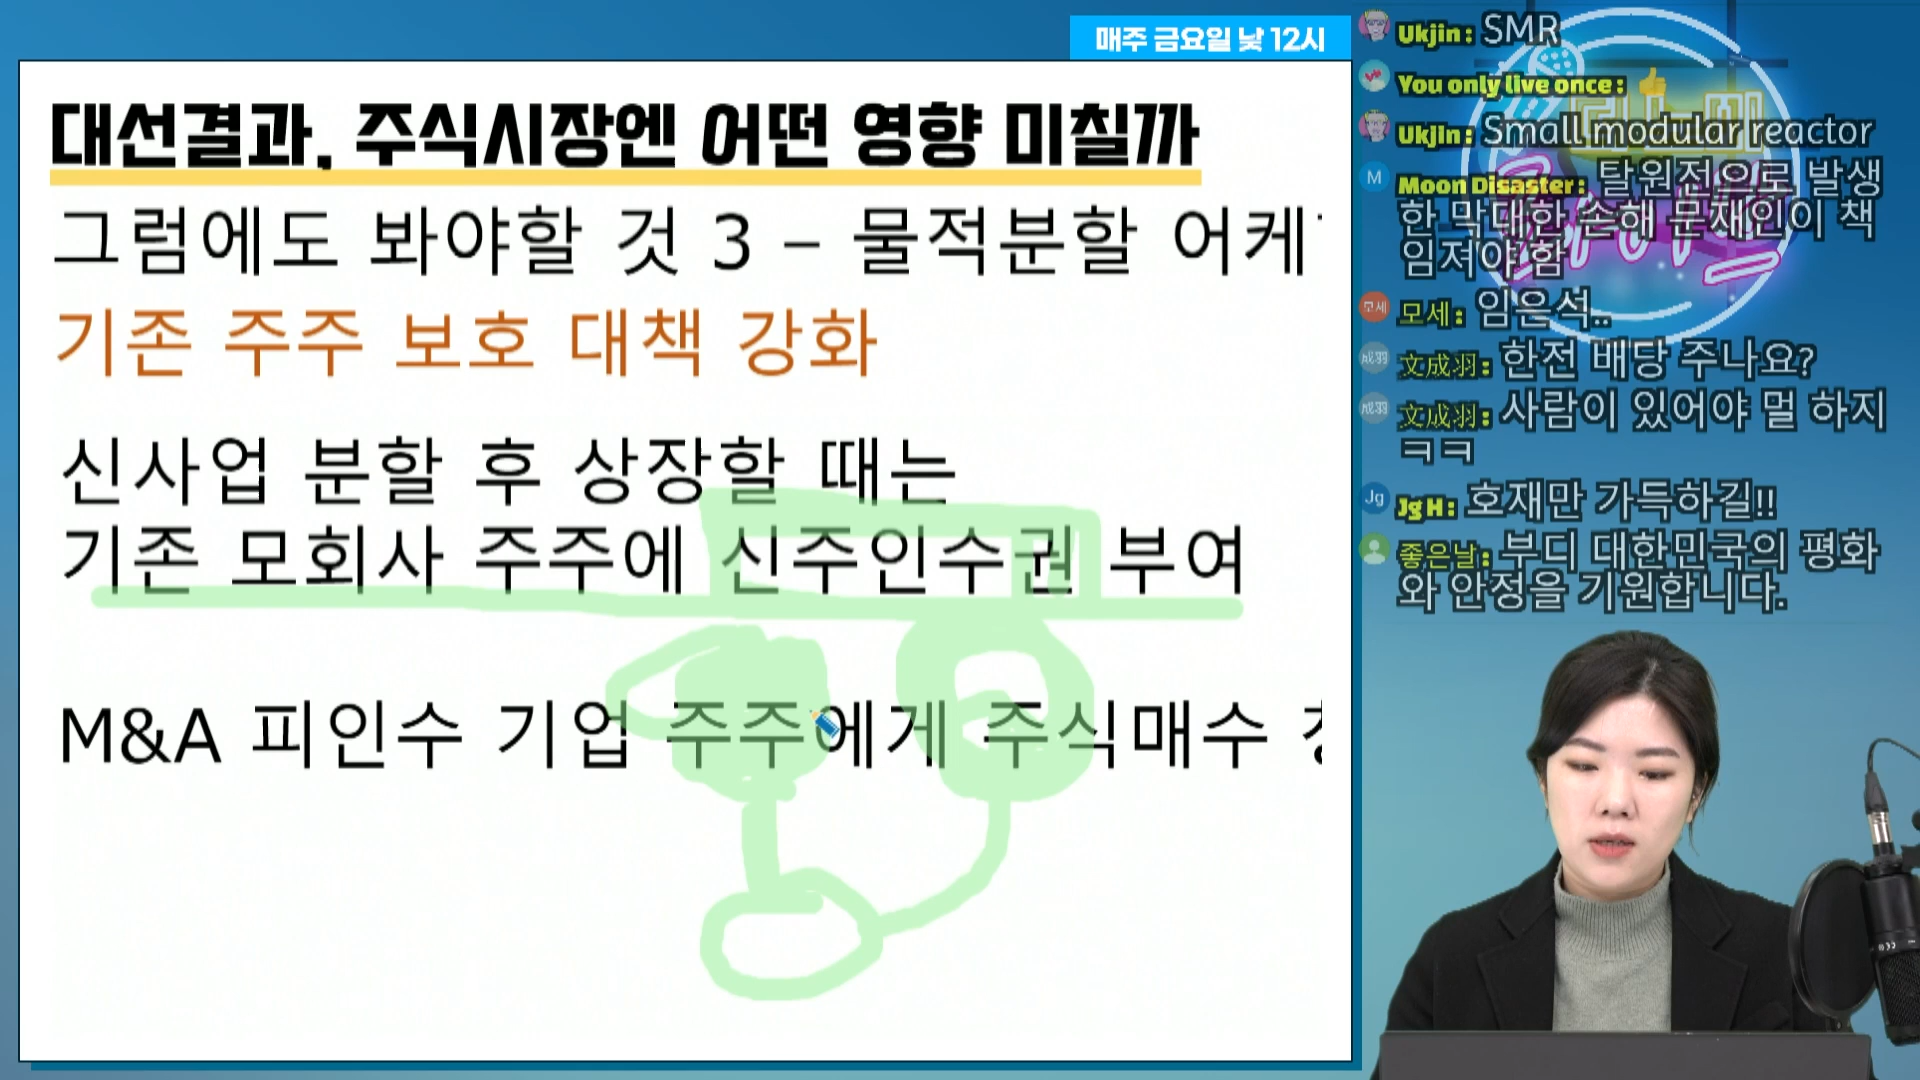 매주 금요일 낮 12시
대선결과, 주식시장엔 어떤 영향 미칠까
그럼에도 봐야할 것 3 – 물적분할 어케
기존 주주 보호 대책 강화
신사업 분할 후 상장할 때는
기존 모회사 주주에 신주인수권 부여
M&A 피인수 기업 주주에게 주식매수
Ukjin: SMR
You only live once: 👍
Ukjin: Small modular reactor
M
Moon Disaster: 탈원전으로 발생
한 막대한 손해 문재인이 책
임져야 함
모세
모세: 임은석..
成羽
文成羽: 한전 배당 주나요?
成羽
文成羽: 사람이 있어야 멀 하지
ㅋㅋ
Jg
Jg H: 호재만 가득하길!!
좋은날: 부디 대한민국의 평화
와 안정을 기원합니다.